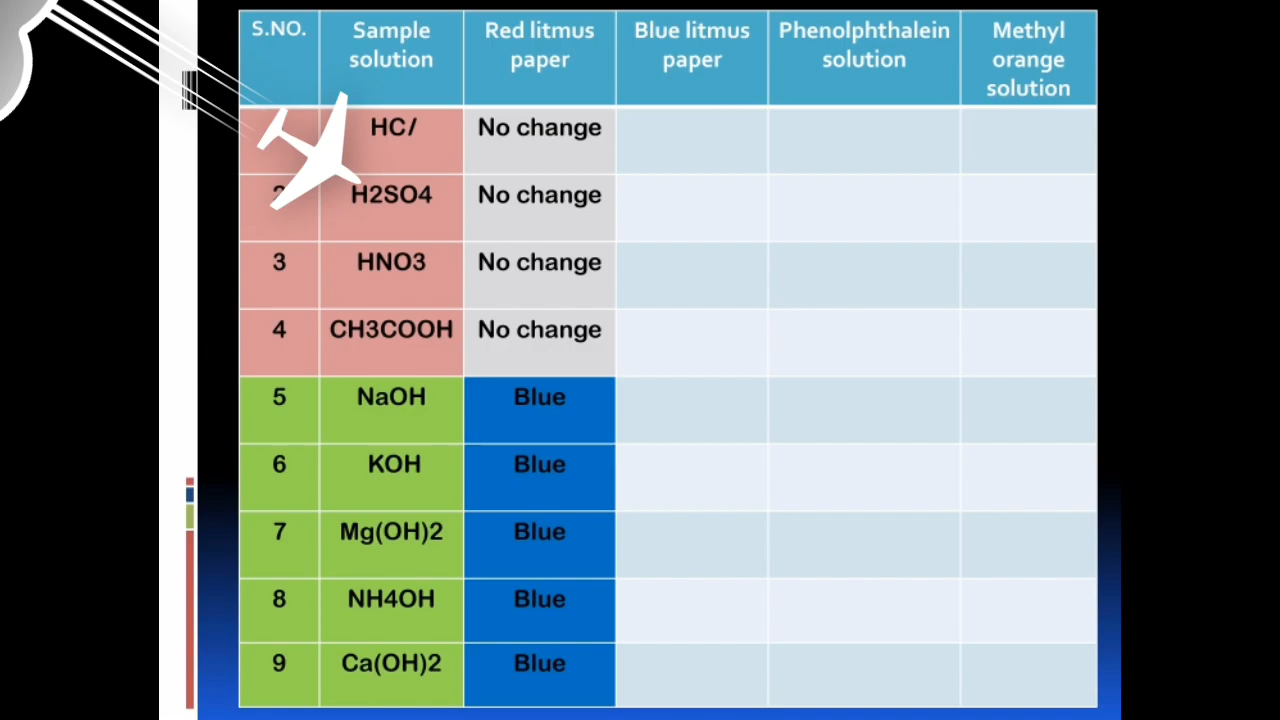 S.NO. Sample solution Red litmus paper Blue litmus paper Phenolphthalein solution Methyl orange solution
HCl No change
2 H2SO4 No change
3 HNO3 No change
4 CH3COOH No change
5 NaOH Blue
6 KOH Blue
7 Mg(OH)2 Blue
8 NH4OH Blue
9 Ca(OH)2 Blue